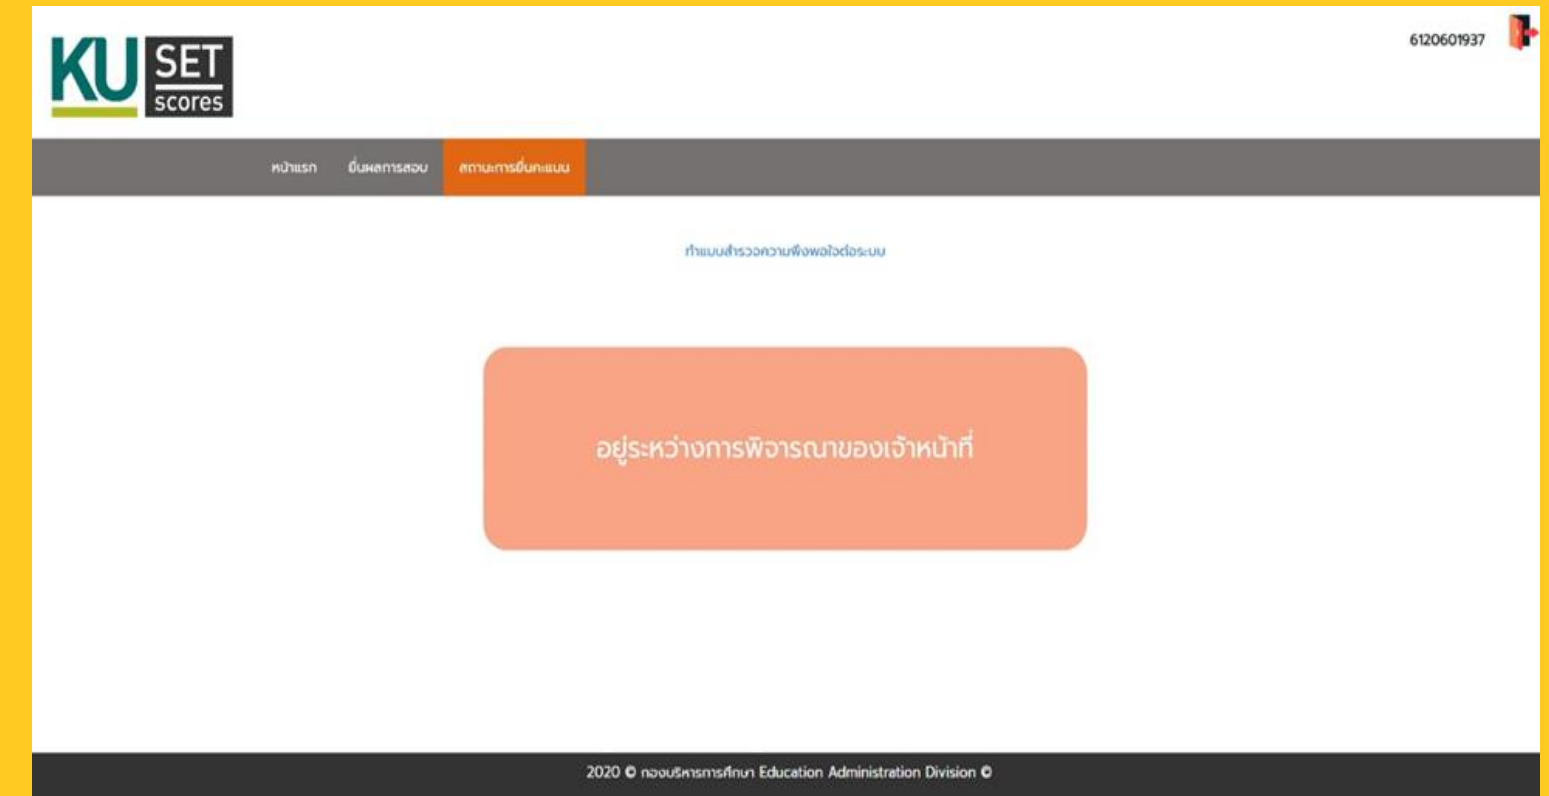 KU SET
scores
6120601937
หน้าแรก ยื่นผลการสอบ สถานะการยื่นคะแนน
ทำแบบสำรวจความพึงพอใจต่อระบบ
อยู่ระหว่างการพิจารณาของเจ้าหน้าที่
2020 © กองบริหารการศึกษา Education Administration Division ©